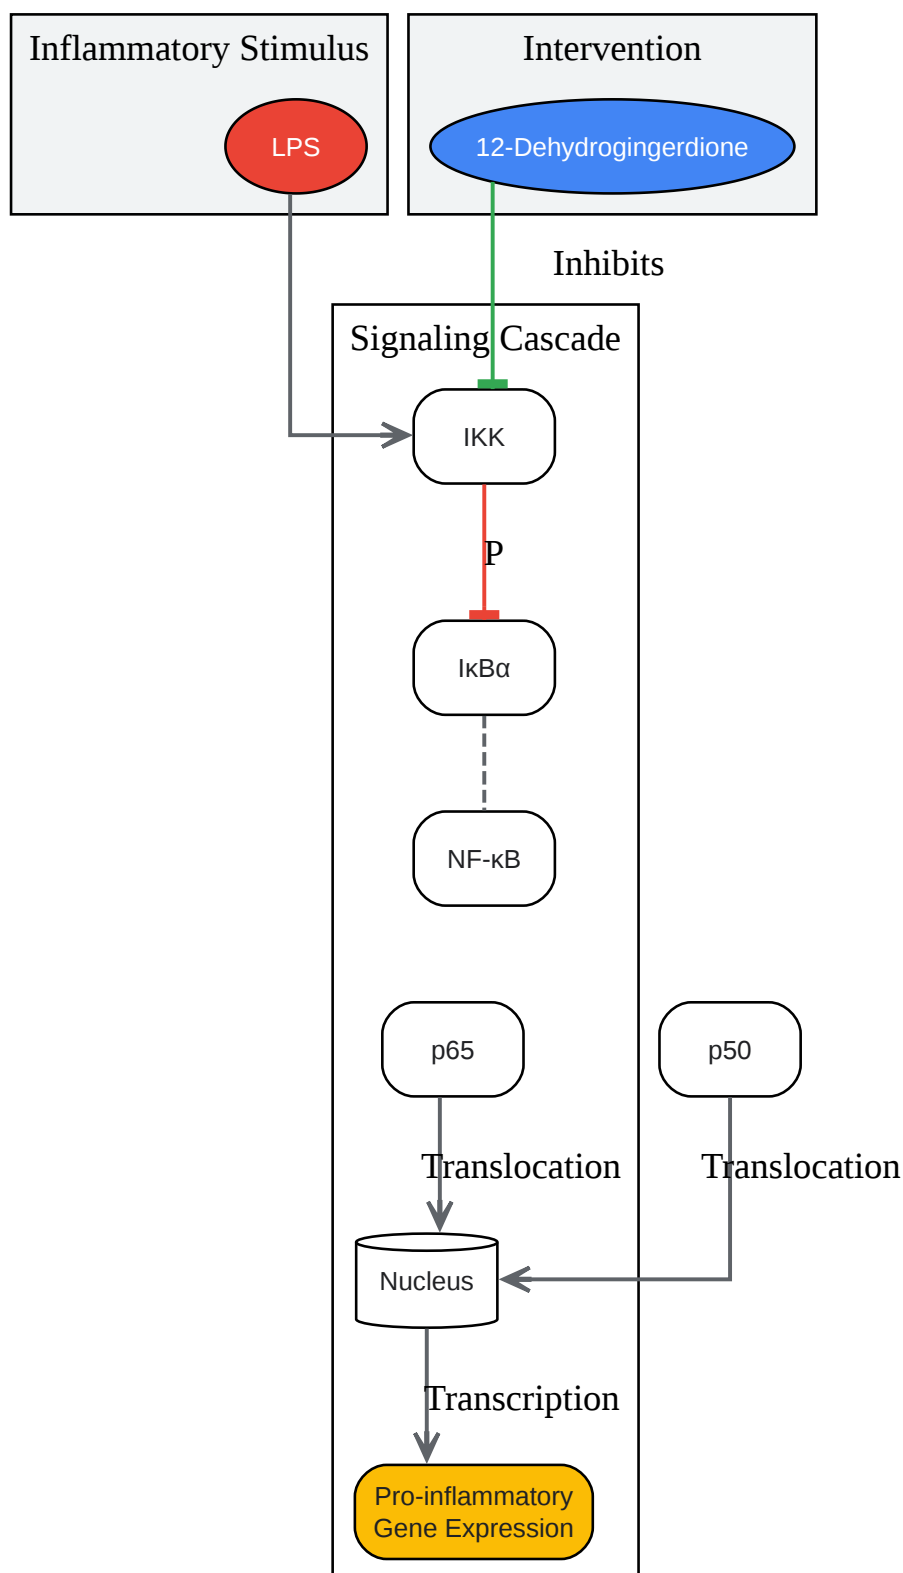 Inflammatory Stimulus
Intervention
LPS
12-Dehydrogingerdione
Inhibits
Signaling Cascade
IKK
P
IκBα
NF-κB
p65
p50
Translocation
Translocation
Nucleus
Transcription
Pro-inflammatory
Gene Expression